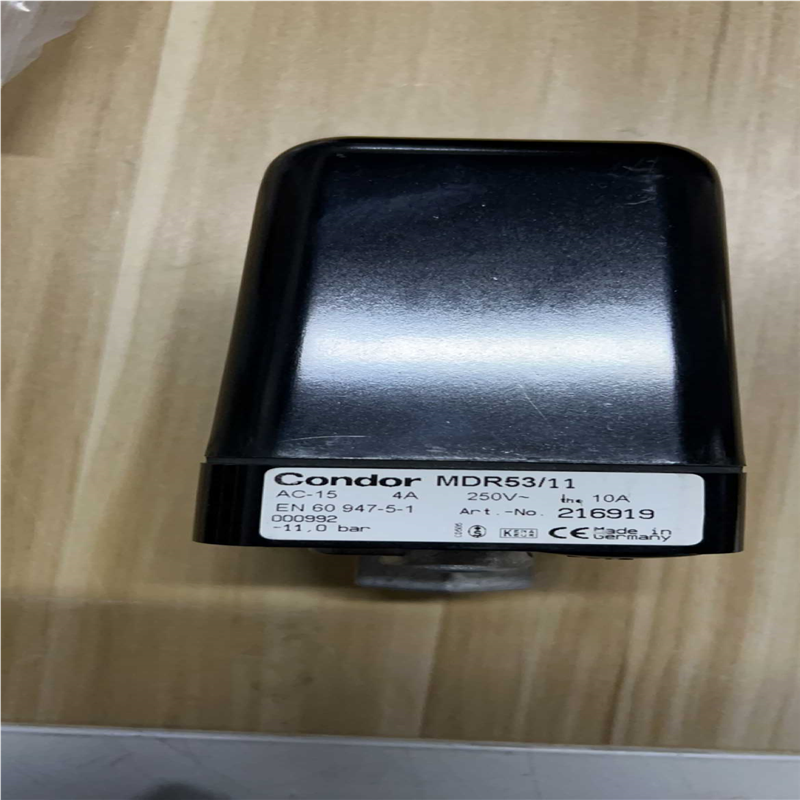 Condor MDR53/11
AC-15 4A 250V~ 10A
EN 60 947-5-1 Art.-No. 216919
000992
-11,0 bar CE Made in Germany